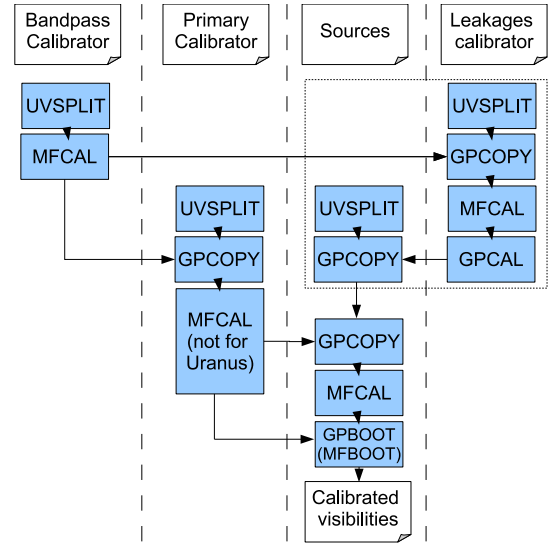 Bandpass
Calibrator
Primary
Calibrator
Sources
Leakages
calibrator
UVSPLIT
MFCAL
UVSPLIT
GPCOPY
MFCAL
GPCAL
UVSPLIT
GPCOPY
MFCAL
(not for
Uranus)
UVSPLIT
GPCOPY
GPCOPY
MFCAL
GPBOOT
(MFBOOT)
Calibrated
visibilities